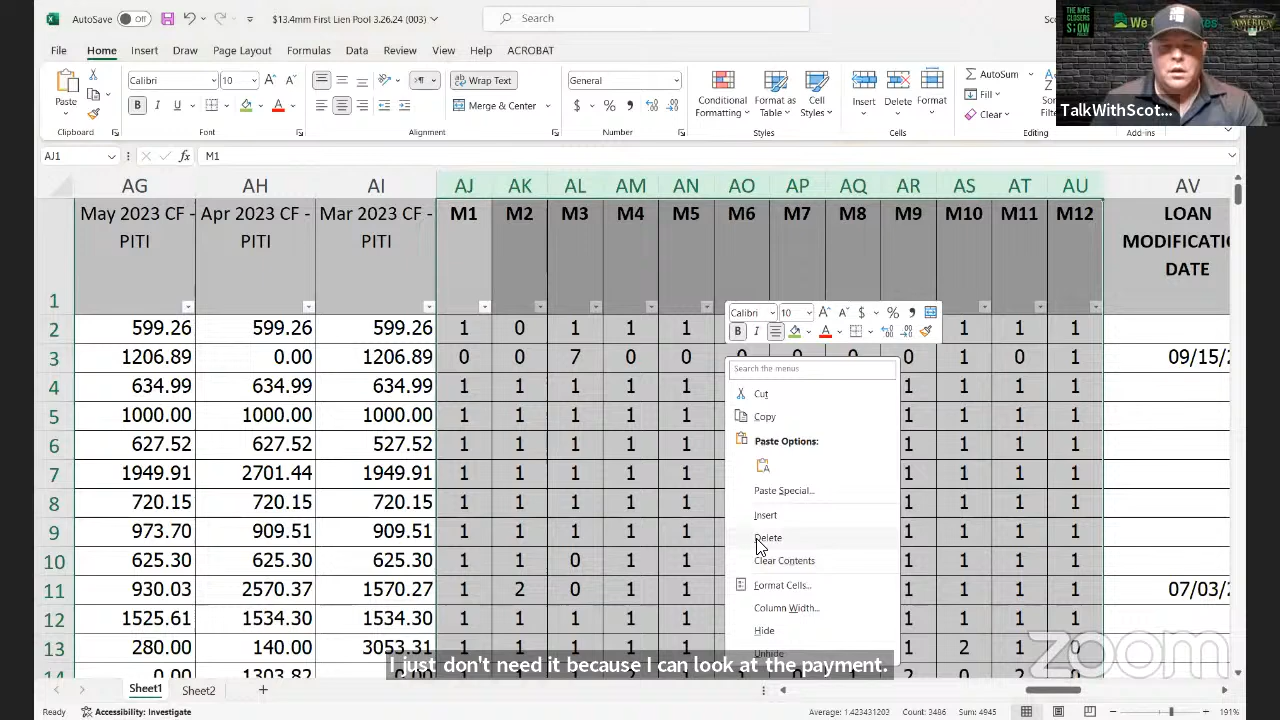 AutoSave Off $13.4mm First Lien Pool 3.26.24 (003) Search
THE NOTE
CLOSERS
SHOW
File Home Insert Draw Page Layout Formulas Data Review View Help ACROBAT
Calibri 10 Wrap Text General AutoSum
Paste B I U Merge & Center $ % Conditional Formatting Format as Table Cell Styles Insert Delete Format Fill Clear
Clipboard Font Alignment Number Styles Cells Editing Add-ins
TalkWithScot...
AJ1 fx M1
AG AH AI AJ AK AL AM AN AO AP AQ AR AS AT AU AV
1 May 2023 CF - PITI Apr 2023 CF - PITI Mar 2023 CF - PITI M1 M2 M3 M4 M5 M6 M7 M8 M9 M10 M11 M12 LOAN MODIFICATI DATE
2 599.26 599.26 599.26 1 0 1 1 1 1 1 1
3 1206.89 0.00 1206.89 0 0 7 0 0 0 0 0 0 1 0 1 09/15/2
4 634.99 634.99 634.99 1 1 1 1 1 1 1 1 1
5 1000.00 1000.00 1000.00 1 1 1 1 1 1 1 1 1
6 627.52 627.52 527.52 1 1 1 1 1 1 1 1 1
7 1949.91 2701.44 1949.91 1 1 1 1 1 1 1 1 1
8 720.15 720.15 720.15 1 1 1 1 1 1 1 1 1
9 973.70 909.51 909.51 1 1 1 1 1 1 1 1 1
10 625.30 625.30 625.30 1 1 0 1 1 1 1 1 1
11 930.03 2570.37 1570.27 1 2 0 1 1 1 1 1 1 07/03/2
12 1525.61 1534.30 1534.30 1 1 1 1 1 1 1 1 1
13 280.00 140.00 3053.31 1 1 1 1 1 1 2 1 0
Calibri 10 $ %
B I A
Search the menus
Cut
Copy
Paste Options:
Paste Special...
Insert
Delete
Clear Contents
Format Cells...
Column Width...
Hide
Unhide
I just don't need it because I can look at the payment.
zoom
Sheet1 Sheet2
Ready Accessibility: Investigate Average: 1.423431203 Count: 3486 Sum: 4945 191%